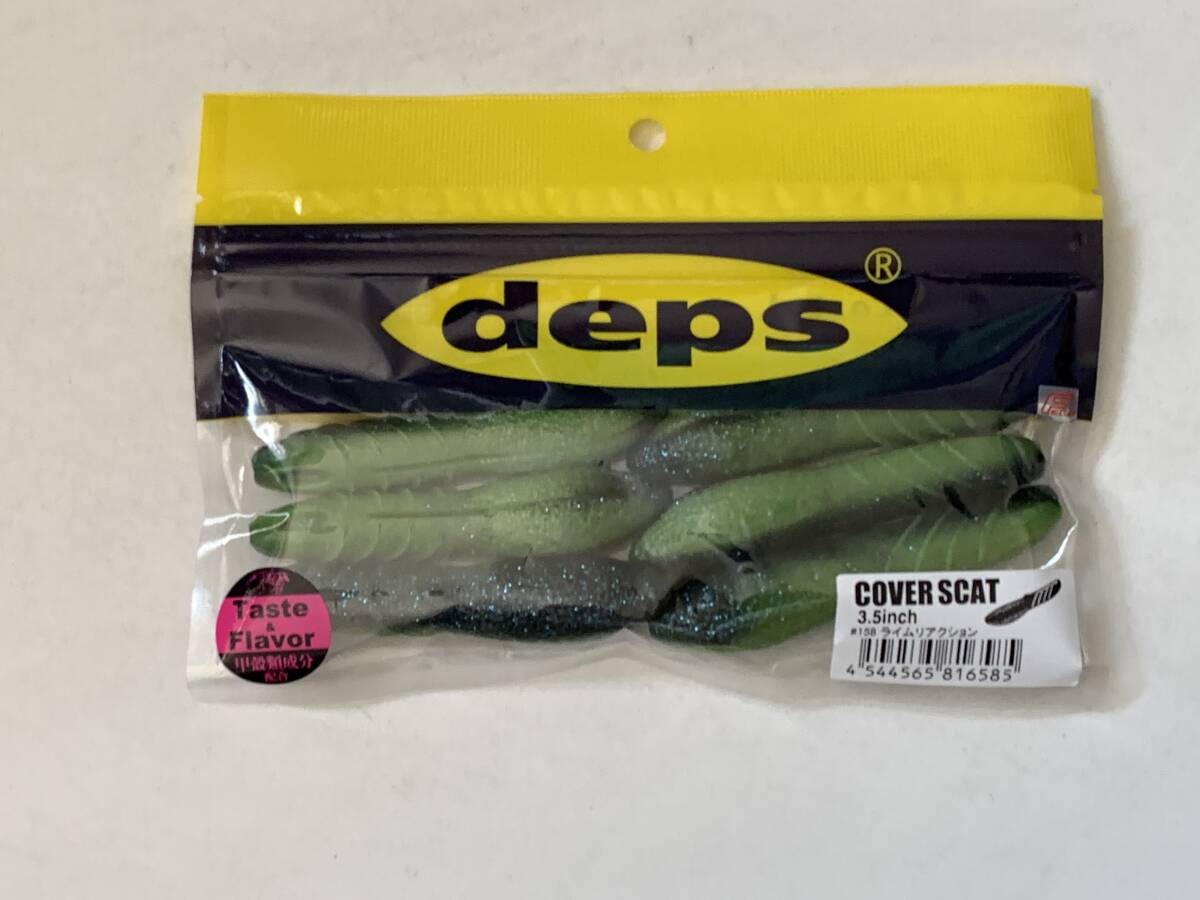 deps®
Taste
&
Flavor
甲殻類成分
配合
COVER SCAT
3.5inch
#158 ライムリアクション
4 544565 816585